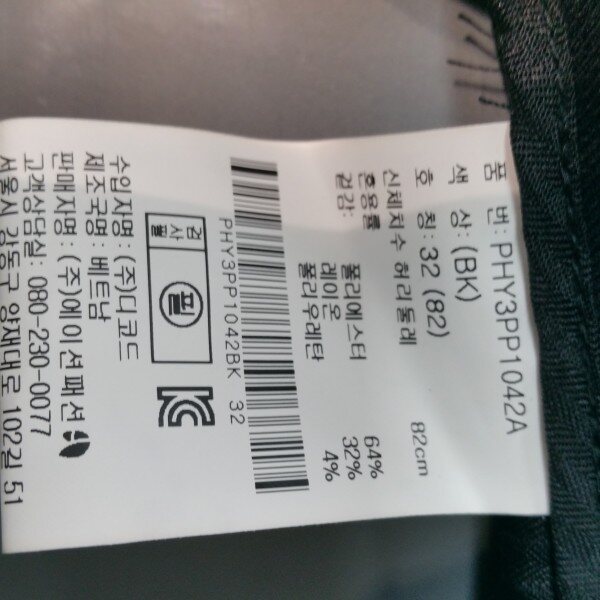 품 번: PHY3PP1042A
색 상: (BK)
호 칭: 32 (82)
신체치수 허리둘레 82cm
혼용률
겉감: 폴리에스터 64%
레이온 32%
폴리우레탄 4%
PHY3PP1042BK 32
검사필 필
수입자명: (주)디코드
제조국명: 베트남
판매자명: (주)에이션패션
고객상담실: 080-230-0077
서울시 강동구 양재대로 102길 51